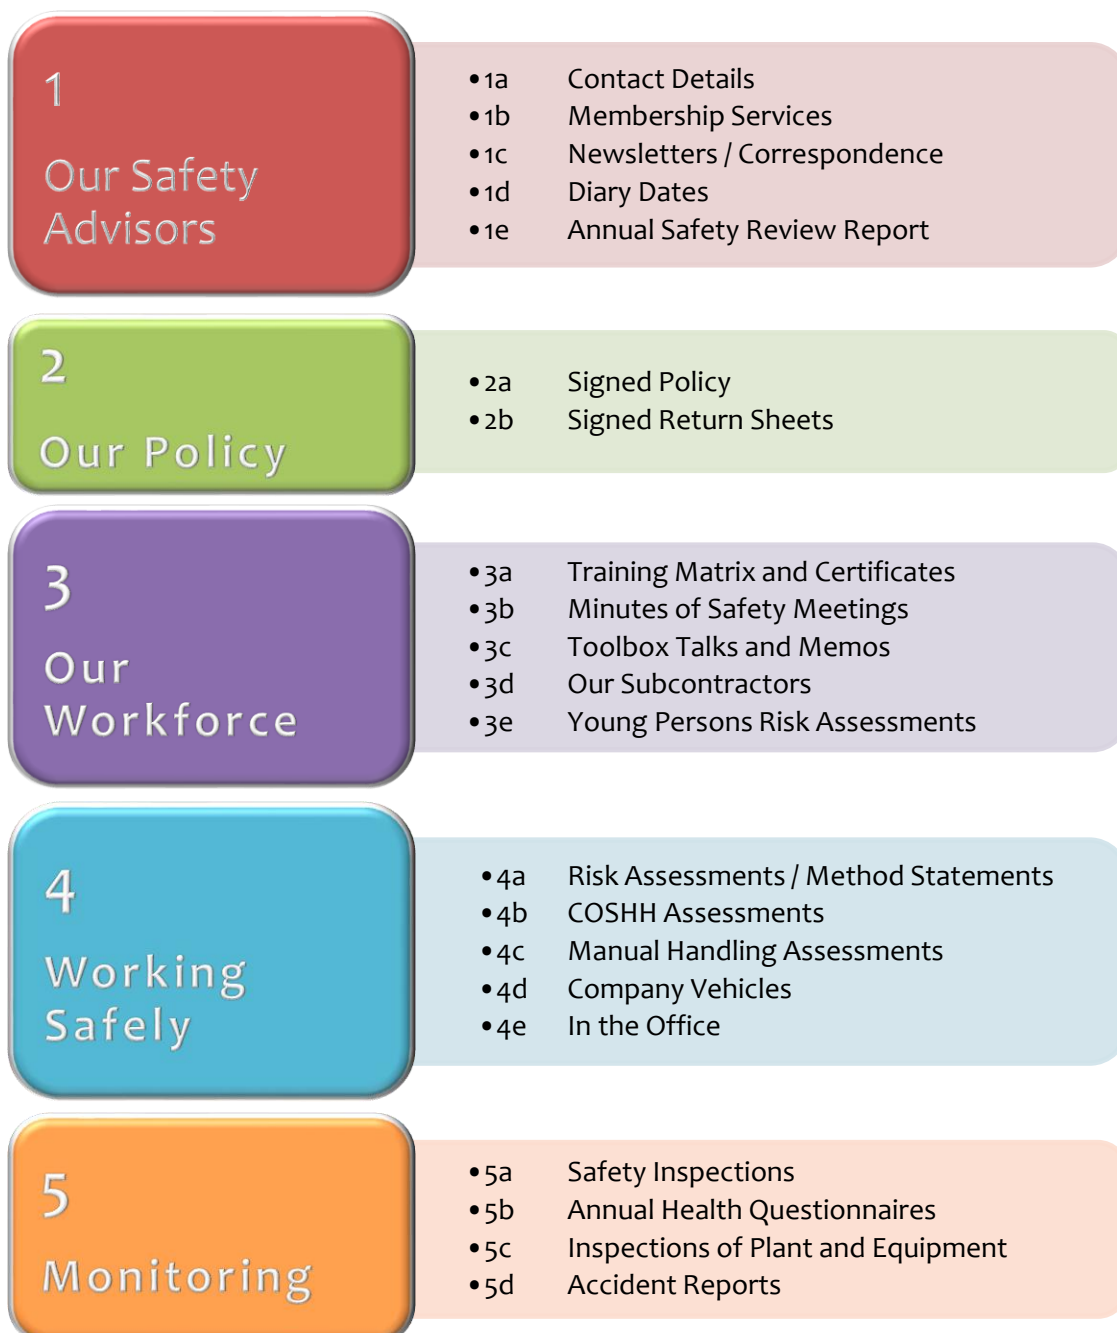 1
Our Safety
Advisors
•1a Contact Details
•1b Membership Services
•1c Newsletters / Correspondence
•1d Diary Dates
•1e Annual Safety Review Report
2
Our Policy
•2a Signed Policy
•2b Signed Return Sheets
3
Our
Workforce
•3a Training Matrix and Certificates
•3b Minutes of Safety Meetings
•3c Toolbox Talks and Memos
•3d Our Subcontractors
•3e Young Persons Risk Assessments
4
Working
Safely
•4a Risk Assessments / Method Statements
•4b COSHH Assessments
•4c Manual Handling Assessments
•4d Company Vehicles
•4e In the Office
5
Monitoring
•5a Safety Inspections
•5b Annual Health Questionnaires
•5c Inspections of Plant and Equipment
•5d Accident Reports